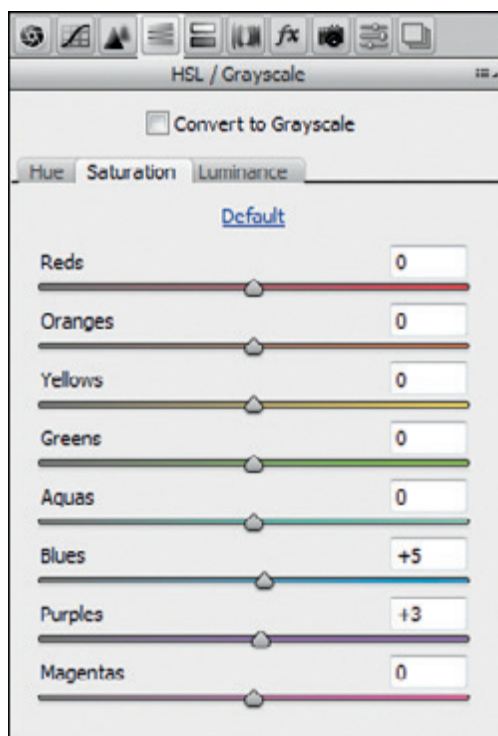 fx
HSL / Grayscale
Convert to Grayscale
Hue Saturation Luminance
Default
Reds 0
Oranges 0
Yellows 0
Greens 0
Aquas 0
Blues +5
Purples +3
Magentas 0